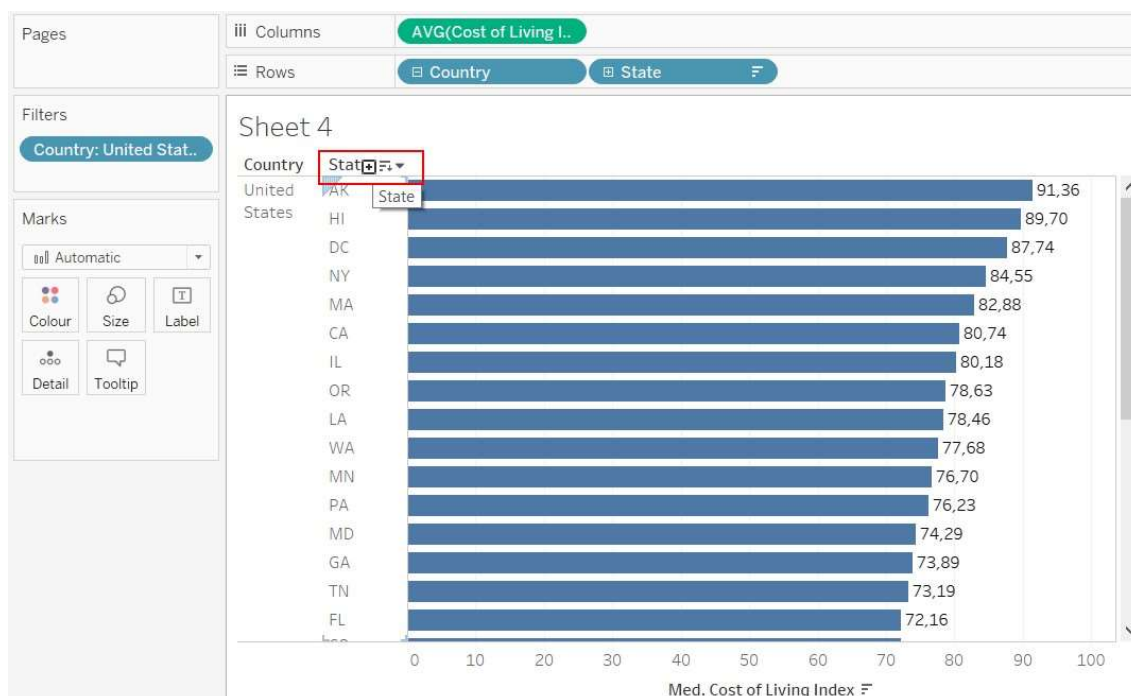 Pages
iii Columns
AVG(Cost of Living I..
Rows
Country
State
Filters
Country: United Stat..
Marks
Automatic
Colour
Size
Label
Detail
Tooltip
Sheet 4
Country
Stat
State
United
States
AK 91,36
HI 89,70
DC 87,74
NY 84,55
MA 82,88
CA 80,74
IL 80,18
OR 78,63
LA 78,46
WA 77,68
MN 76,70
PA 76,23
MD 74,29
GA 73,89
TN 73,19
FL 72,16
0 10 20 30 40 50 60 70 80 90 100
Med. Cost of Living Index